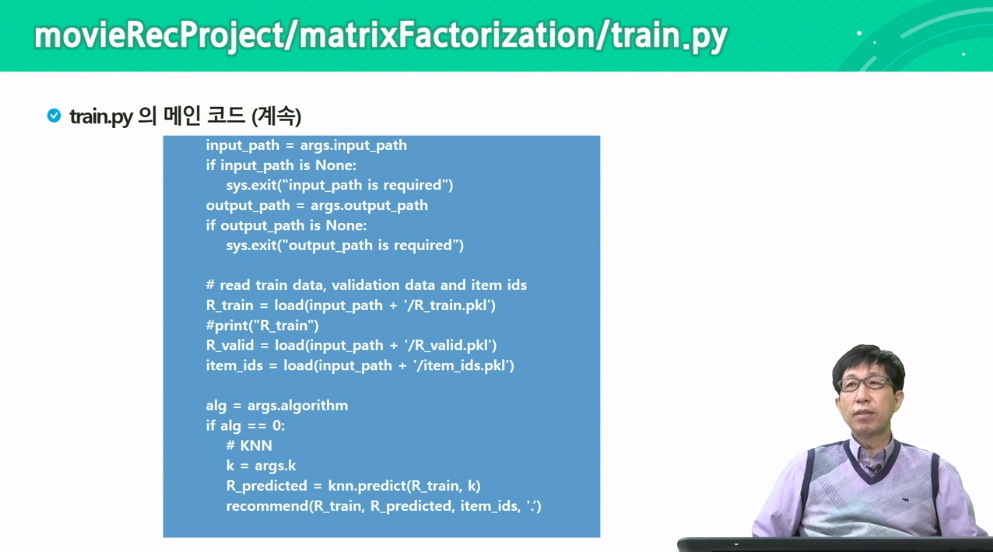 movieRecProject/matrixFactorization/train.py
train.py 의 메인 코드 (계속)
input_path = args.input_path
if input_path is None:
sys.exit("input_path is required")
output_path = args.output_path
if output_path is None:
sys.exit("output_path is required")
# read train data, validation data and item ids
R_train = load(input_path + '/R_train.pkl')
#print("R_train")
R_valid = load(input_path + '/R_valid.pkl')
item_ids = load(input_path + '/item_ids.pkl')
alg = args.algorithm
if alg == 0:
# KNN
k = args.k
R_predicted = knn.predict(R_train, k)
recommend(R_train, R_predicted, item_ids, '.')